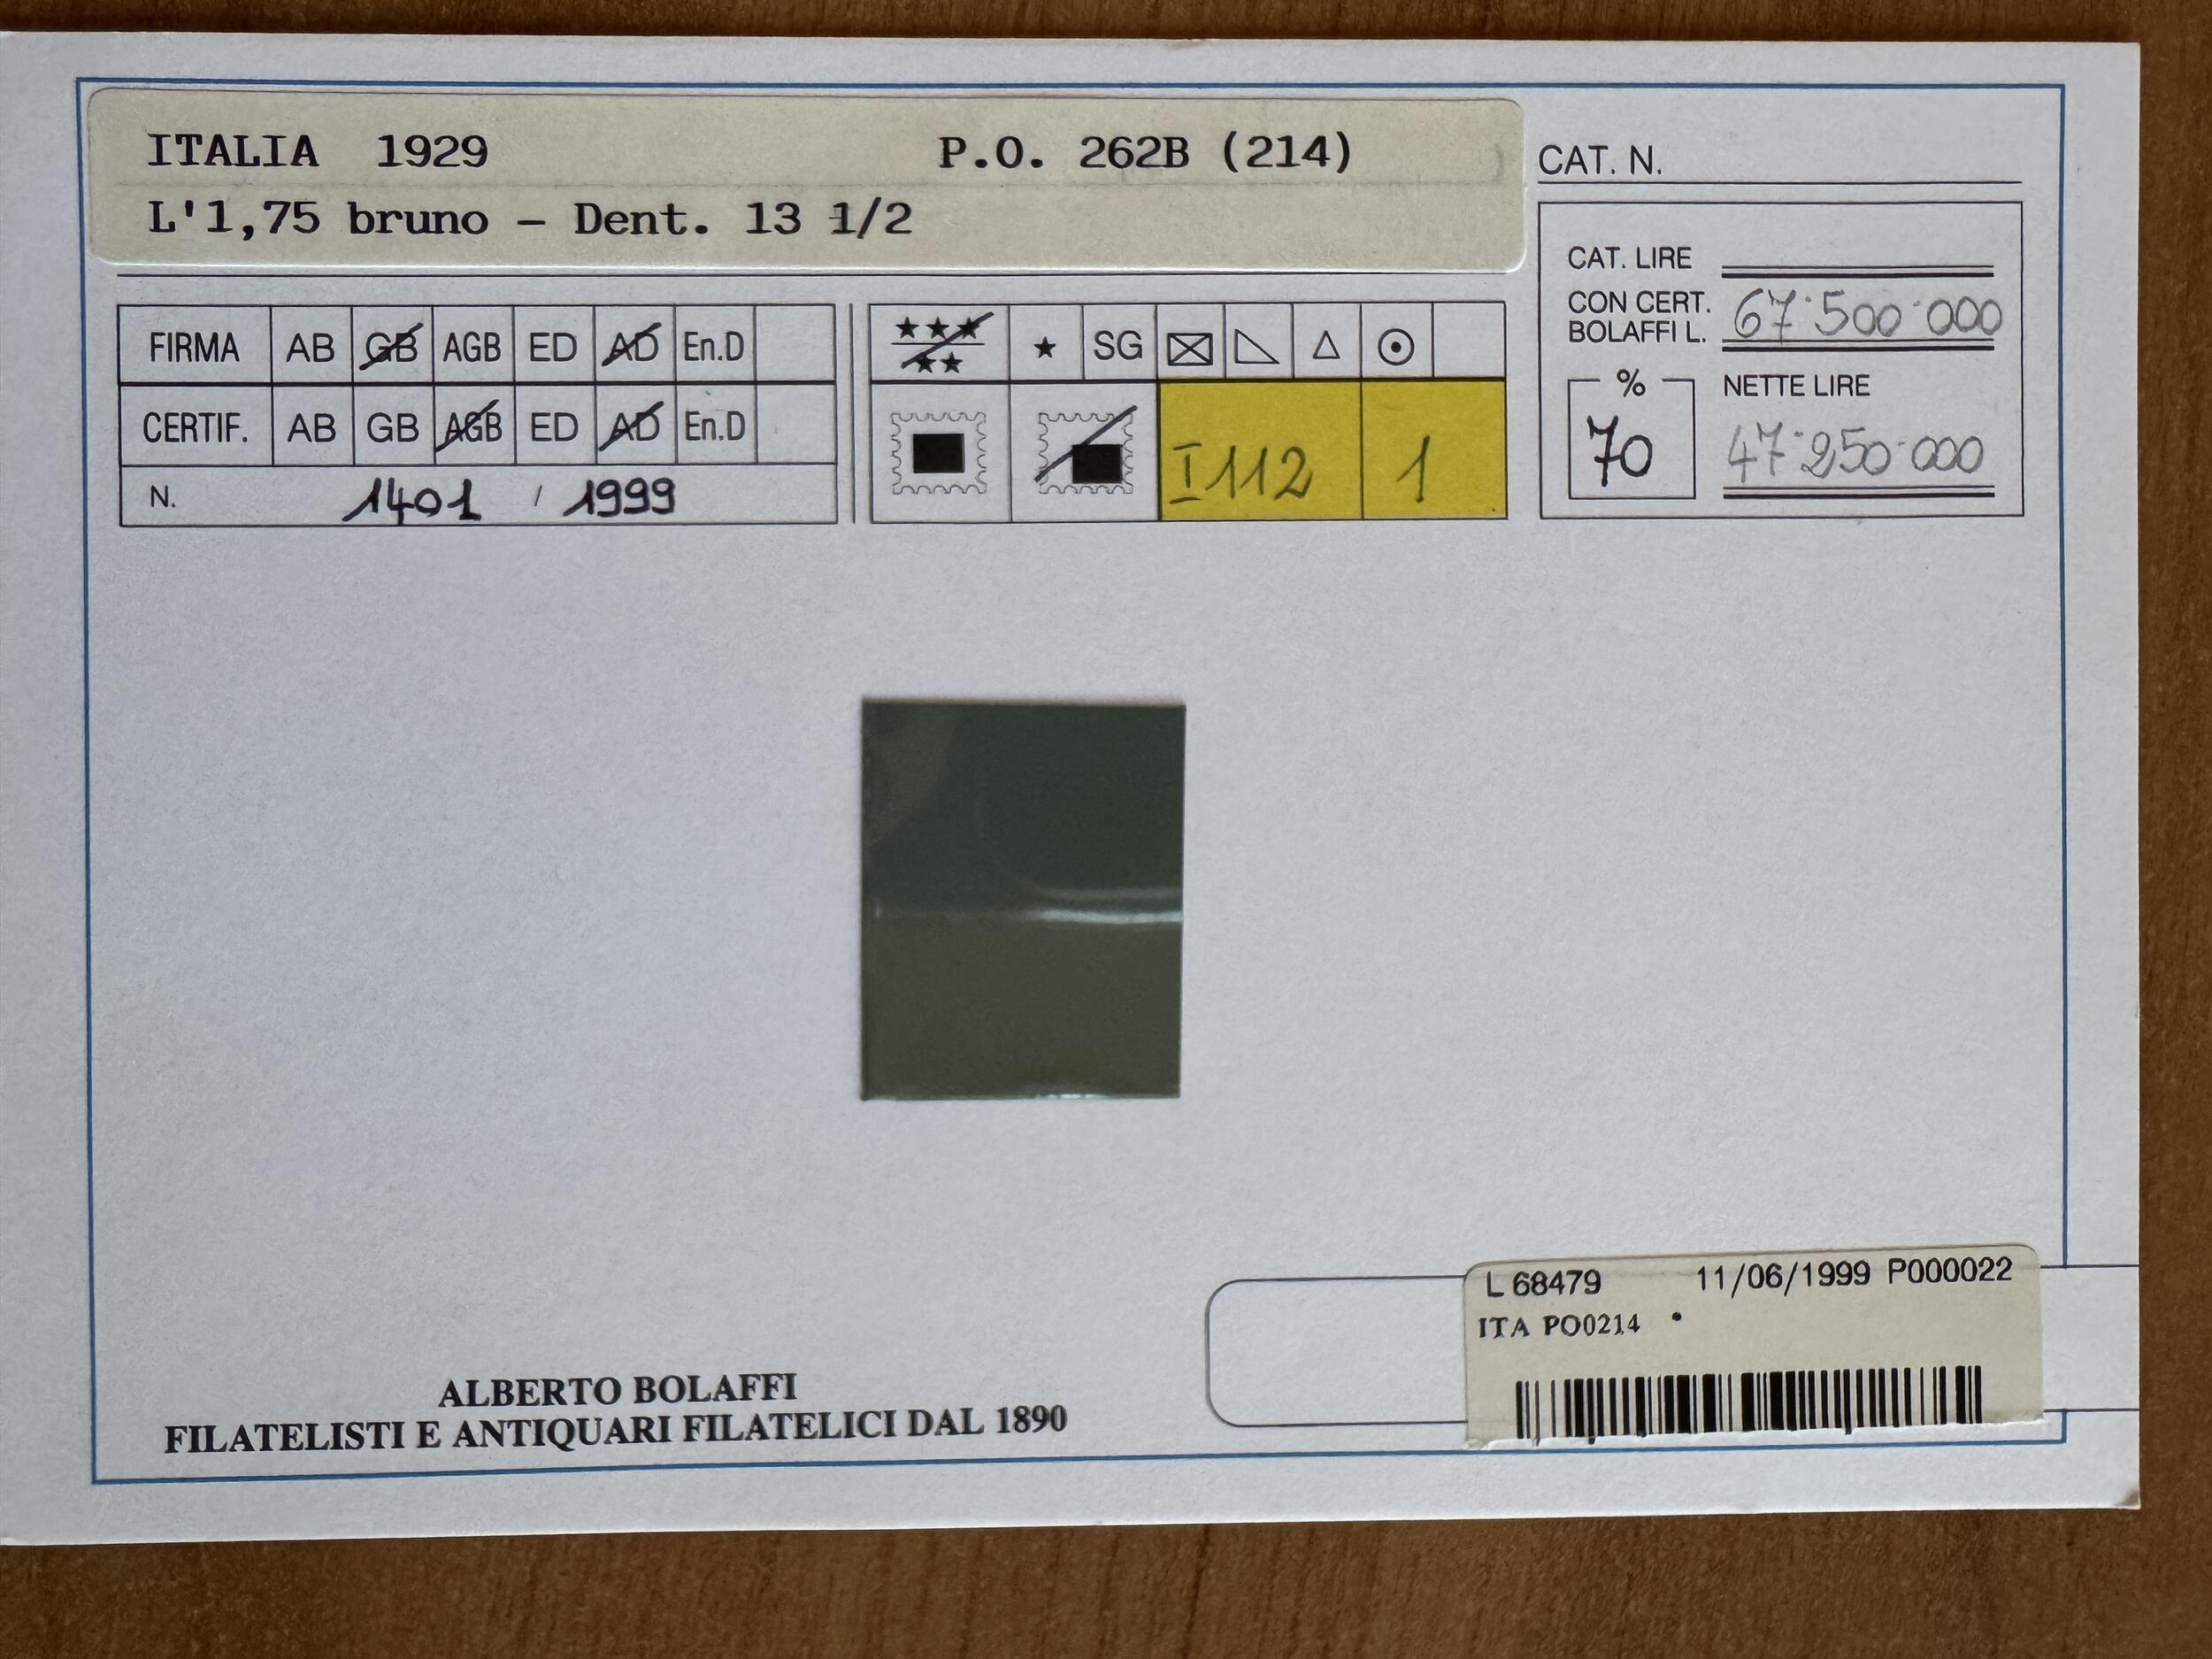 ITALIA 1929 P.O. 262B (214)
L'1,75 bruno – Dent. 13 1/2
CAT. N.
CAT. LIRE
CON CERT. BOLAFFI L. 67·500·000
% 70
NETTE LIRE 47·250·000
FIRMA AB GB AGB ED AD En.D
CERTIF. AB GB AGB ED AD En.D
N. 1401 / 1999
SG
I 112 1
L 68479 11/06/1999 P000022
ITA PO0214
ALBERTO BOLAFFI
FILATELISTI E ANTIQUARI FILATELICI DAL 1890